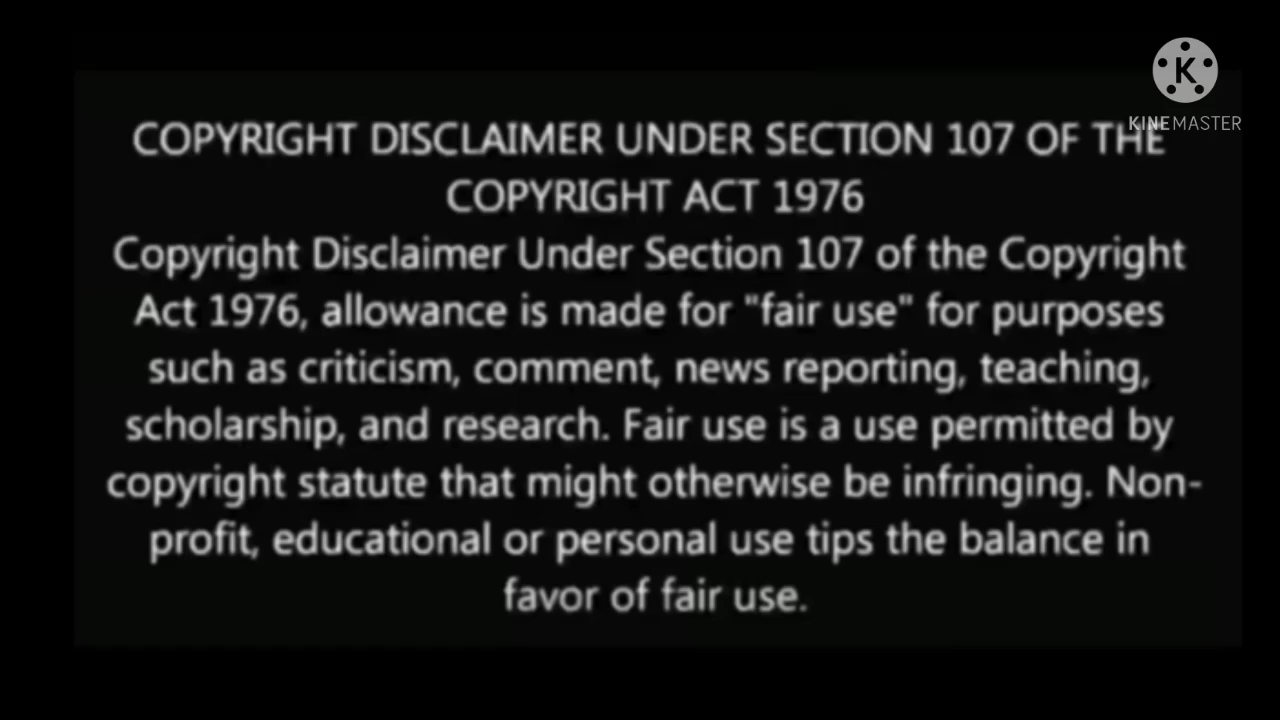 K
KINEMASTER
COPYRIGHT DISCLAIMER UNDER SECTION 107 OF THE
COPYRIGHT ACT 1976
Copyright Disclaimer Under Section 107 of the Copyright
Act 1976, allowance is made for "fair use" for purposes
such as criticism, comment, news reporting, teaching,
scholarship, and research. Fair use is a use permitted by
copyright statute that might otherwise be infringing. Non-
profit, educational or personal use tips the balance in
favor of fair use.